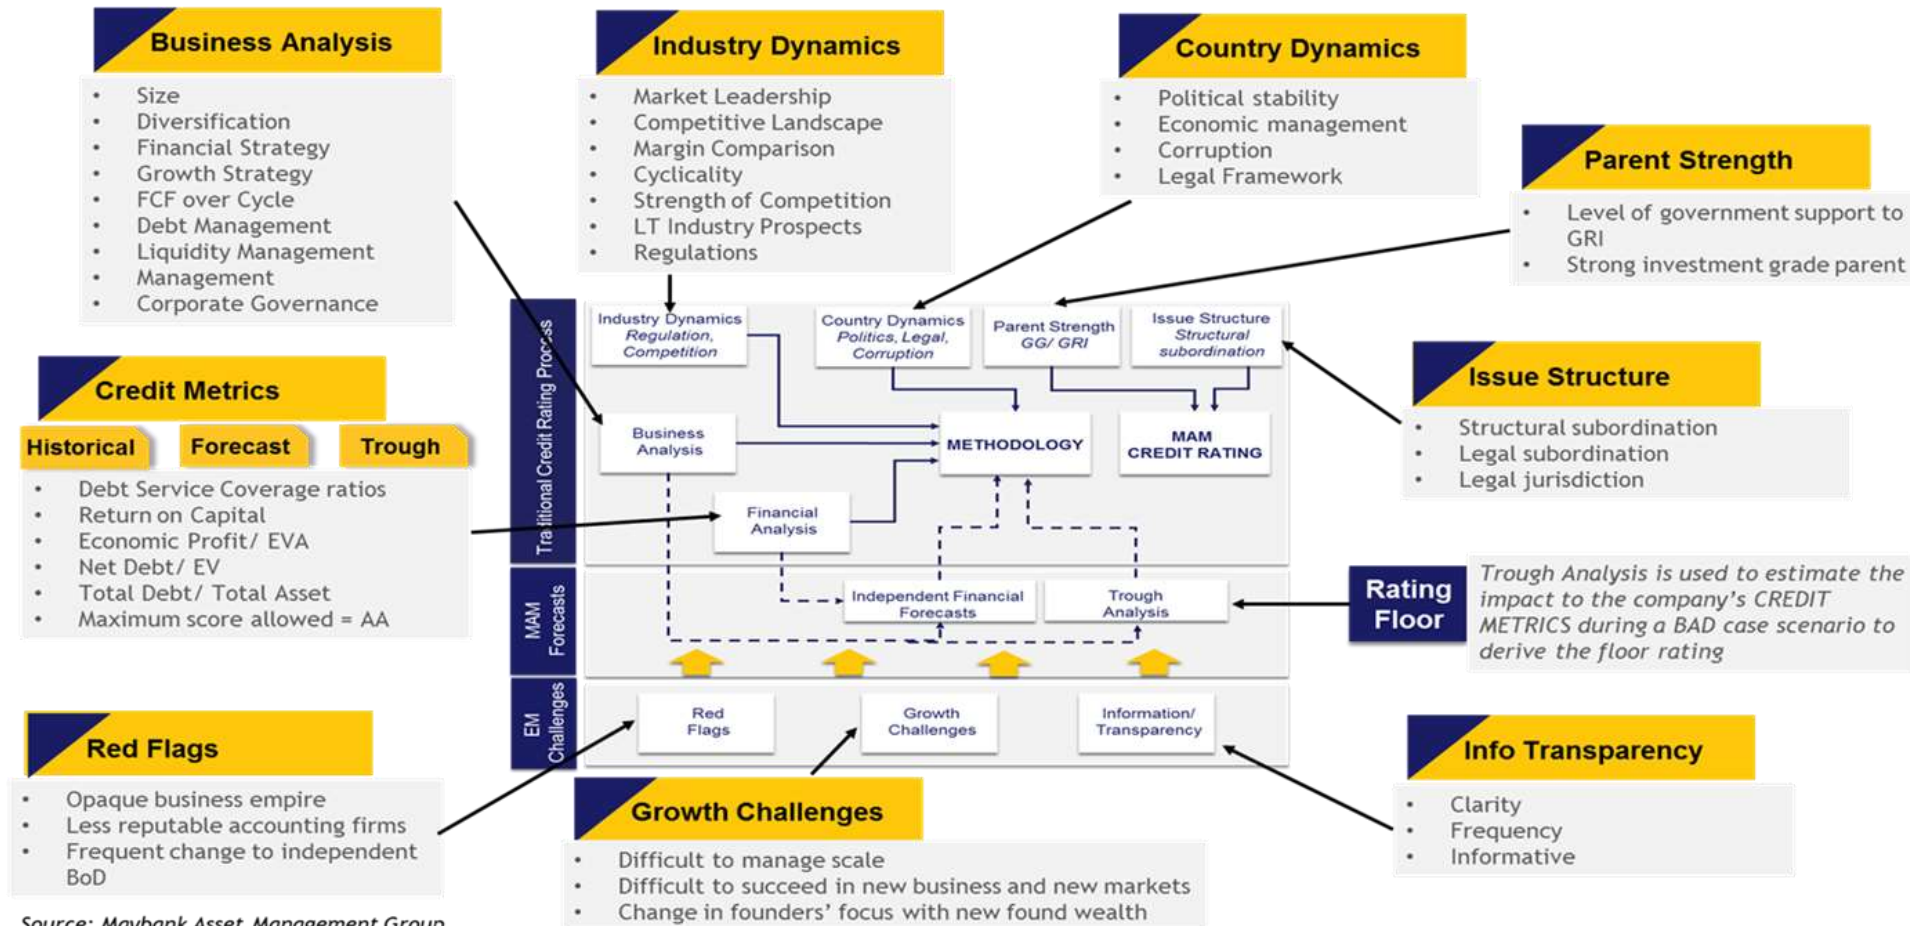 Business Analysis
• Size
• Diversification
• Financial Strategy
• Growth Strategy
• FCF over Cycle
• Debt Management
• Liquidity Management
• Management
• Corporate Governance
Industry Dynamics
• Market Leadership
• Competitive Landscape
• Margin Comparison
• Cyclicality
• Strength of Competition
• LT Industry Prospects
• Regulations
Country Dynamics
• Political stability
• Economic management
• Corruption
• Legal Framework
Parent Strength
• Level of government support to
GRI
• Strong investment grade parent
Credit Metrics
Historical
Forecast
Trough
• Debt Service Coverage ratios
• Return on Capital
• Economic Profit/ EVA
• Net Debt/ EV
• Total Debt/ Total Asset
• Maximum score allowed = AA
Traditional Credit Rating Process
Industry Dynamics
Regulation,
Competition
Country Dynamics
Politics, Legal,
Corruption
Parent Strength
GG/ GRI
Issue Structure
Structural
subordination
Business
Analysis
METHODOLOGY
MAM
CREDIT RATING
Financial
Analysis
MAM
Forecasts
Independent Financial
Forecasts
Trough
Analysis
EM
Challenges
Red
Flags
Growth
Challenges
Information/
Transparency
Issue Structure
• Structural subordination
• Legal subordination
• Legal jurisdiction
Rating
Floor
Trough Analysis is used to estimate the
impact to the company's CREDIT
METRICS during a BAD case scenario to
derive the floor rating
Red Flags
• Opaque business empire
• Less reputable accounting firms
• Frequent change to independent
BoD
Growth Challenges
• Difficult to manage scale
• Difficult to succeed in new business and new markets
• Change in founders' focus with new found wealth
Info Transparency
• Clarity
• Frequency
• Informative
Source: Maybank Asset Management Group